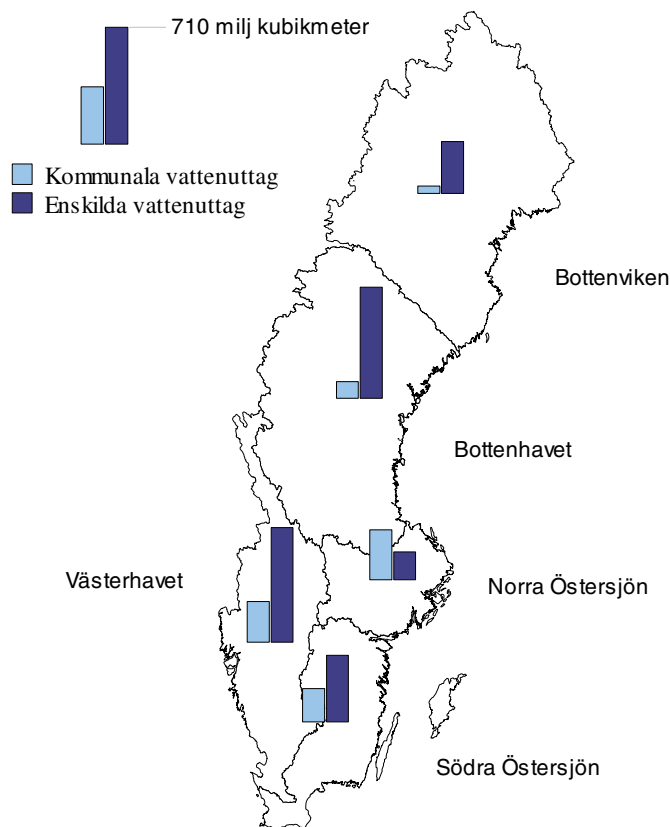 710 milj kubikmeter
Kommunala vattenuttag
Enskilda vattenuttag
Bottenviken
Bottenhavet
Västerhavet
Norra Östersjön
Södra Östersjön